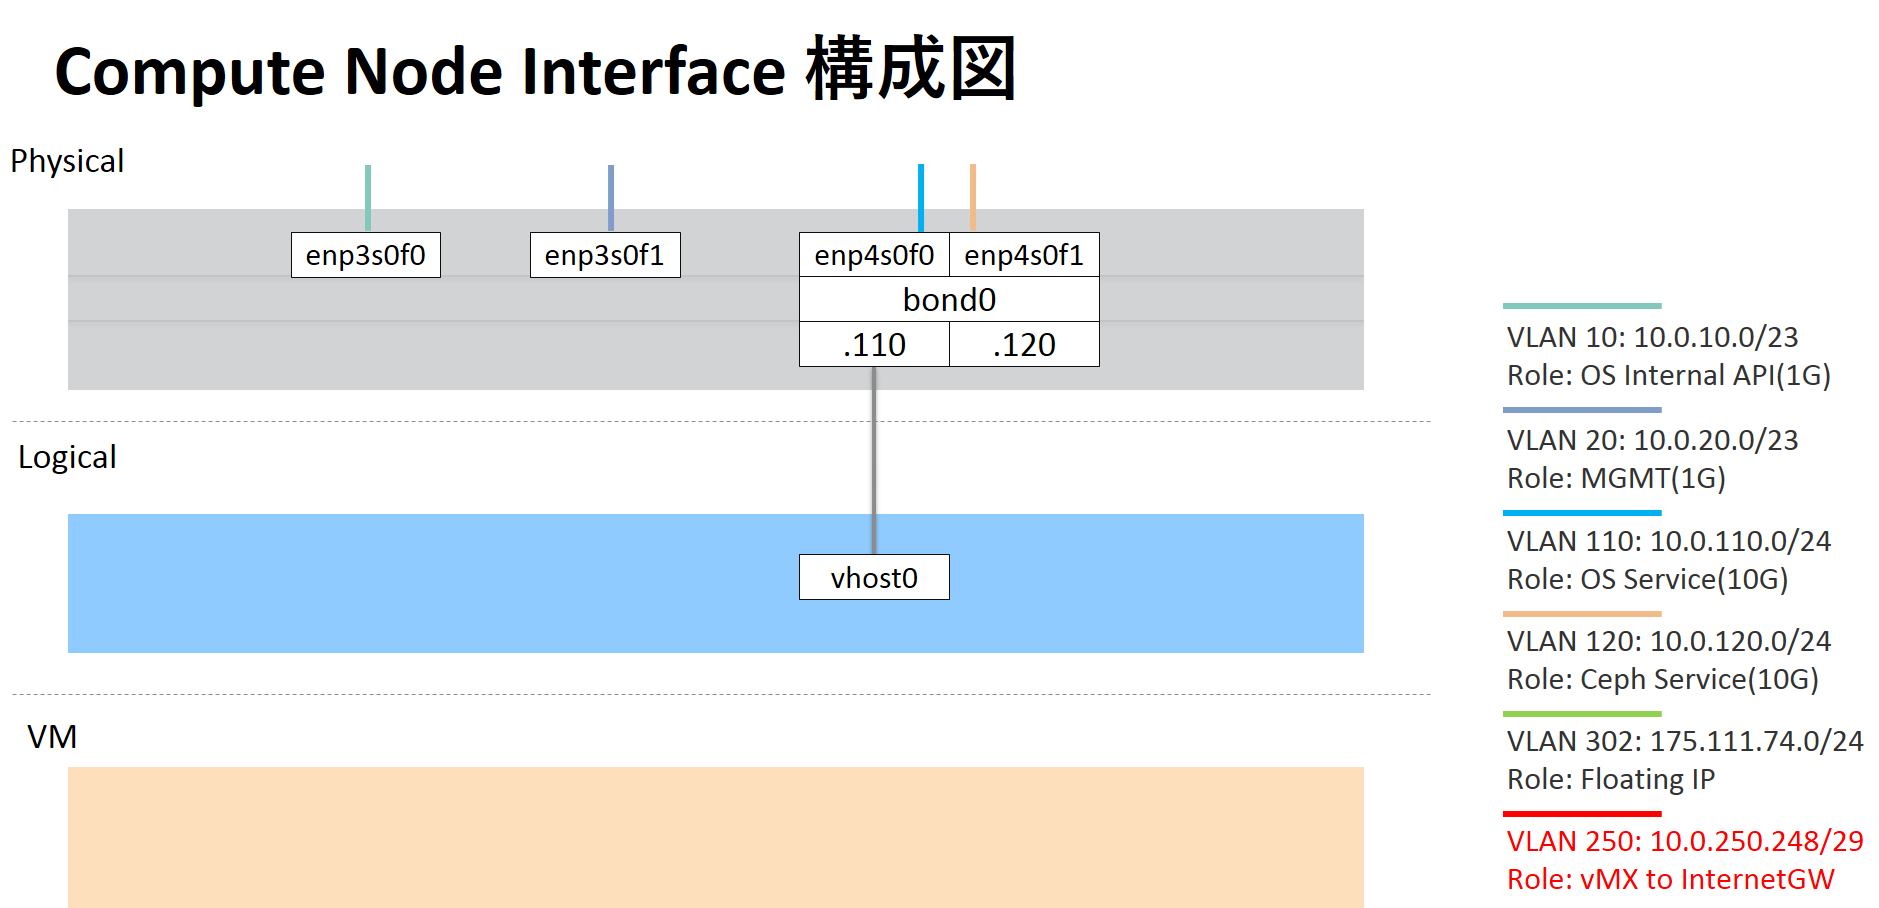 Compute Node Interface 構成図
Physical
enp3s0f0
enp3s0f1
enp4s0f0
enp4s0f1
bond0
.110
.120
Logical
vhost0
VM
VLAN 10: 10.0.10.0/23
Role: OS Internal API(1G)
VLAN 20: 10.0.20.0/23
Role: MGMT(1G)
VLAN 110: 10.0.110.0/24
Role: OS Service(10G)
VLAN 120: 10.0.120.0/24
Role: Ceph Service(10G)
VLAN 302: 175.111.74.0/24
Role: Floating IP
VLAN 250: 10.0.250.248/29
Role: vMX to InternetGW